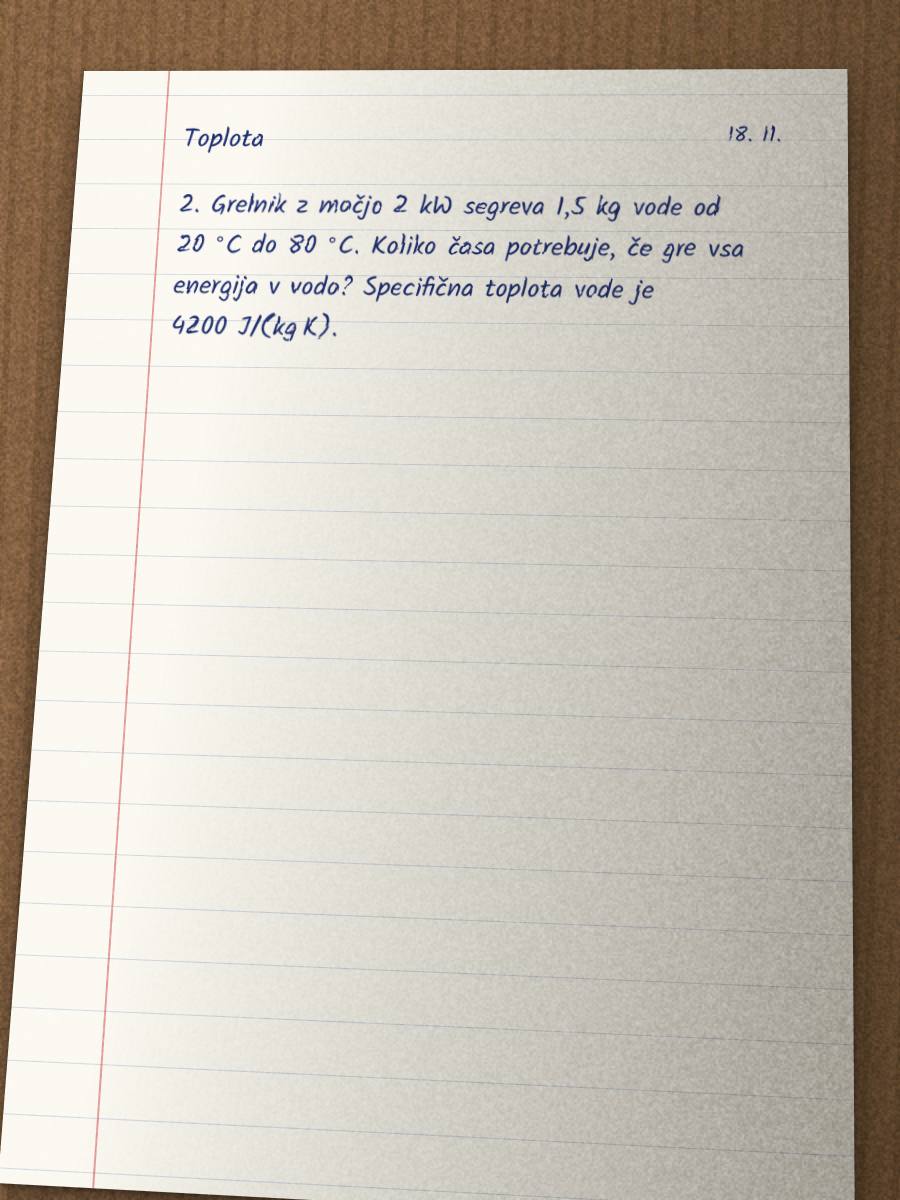 Toplota 18. 11.
2. Grelnik z močjo 2 kW segreva 1,5 kg vode od
20 °C do 80 °C. Koliko časa potrebuje, če gre vsa
energija v vodo? Specifična toplota vode je
4200 J/(kg K).